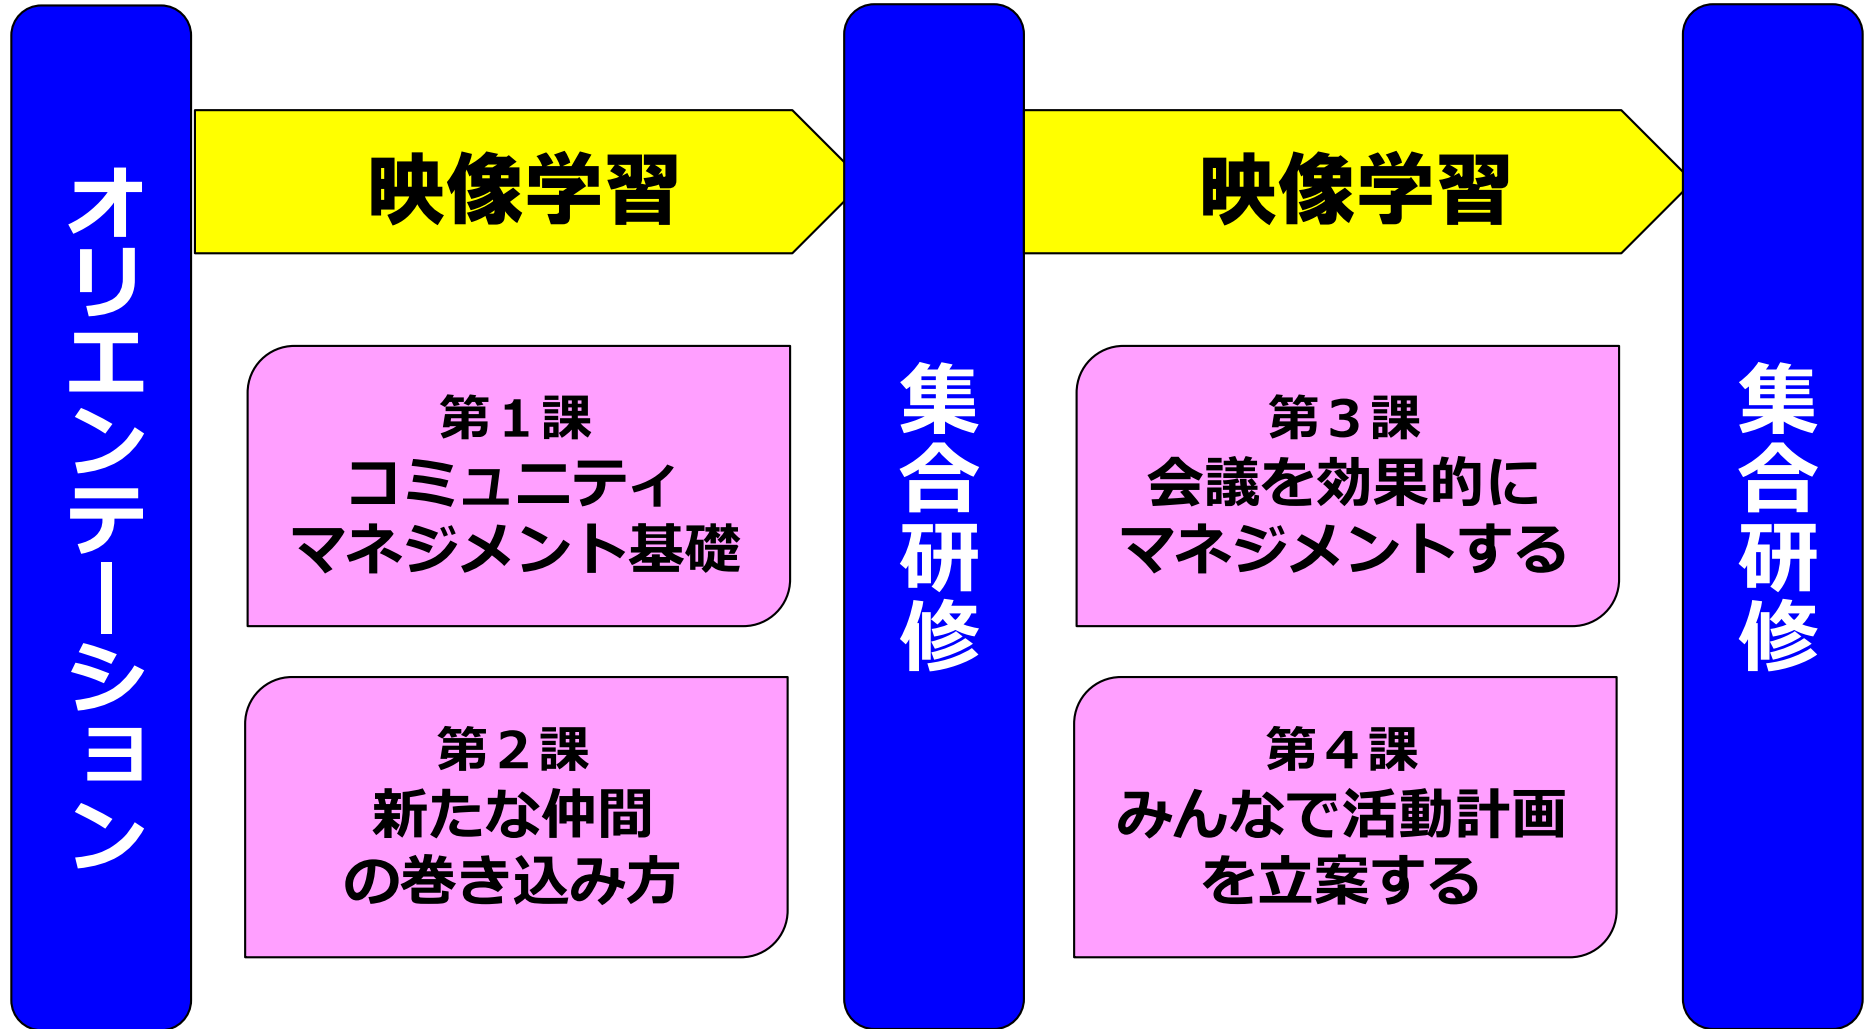 オリエンテーション
映像学習
第１課
コミュニティ
マネジメント基礎
第２課
新たな仲間
の巻き込み方
集合研修
映像学習
第３課
会議を効果的に
マネジメントする
第４課
みんなで活動計画
を立案する
集合研修